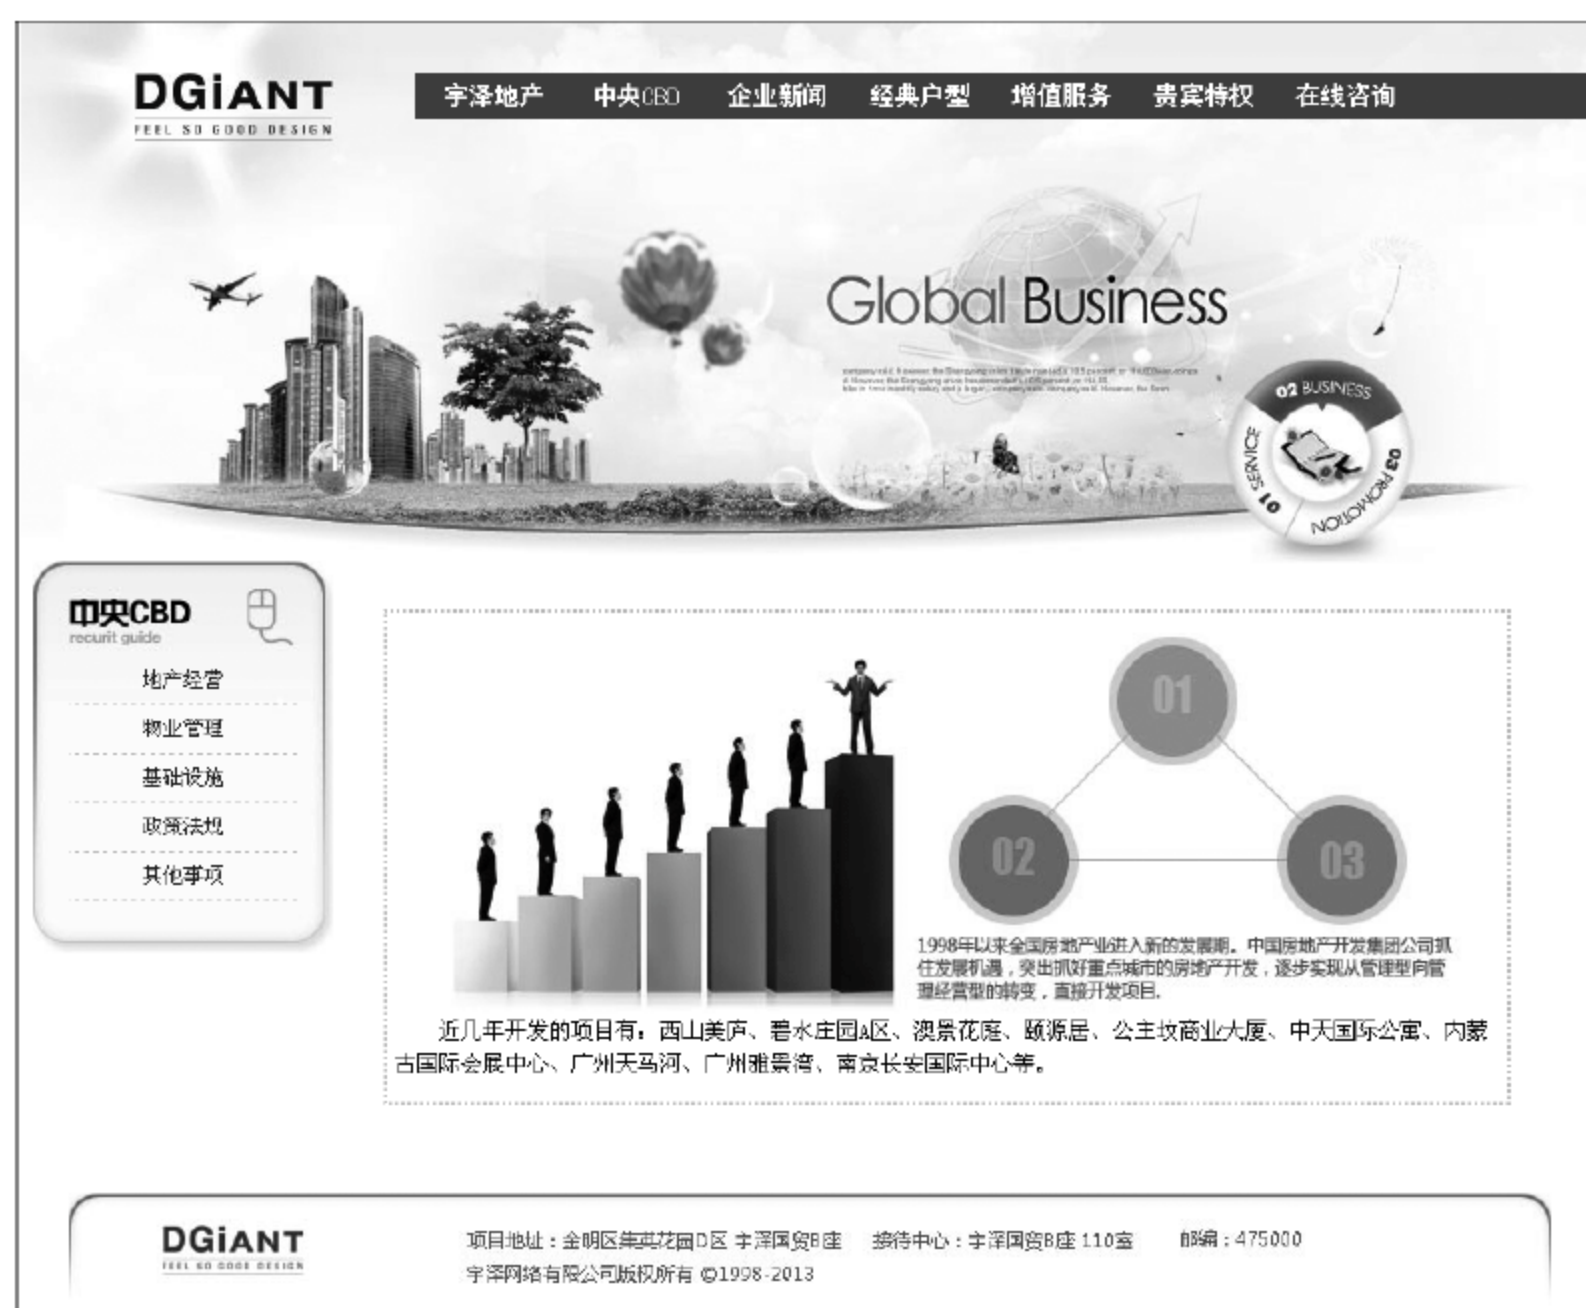 DGiANT
FEEL SO GOOD DESIGN
宇泽地产 中央CBD 企业新闻 经典户型 增值服务 贵宾特权 在线咨询
Global Business
02 BUSINESS
01 SERVICE
03 PROMOTION
中央CBD
recurit guide
地产经营
物业管理
基础设施
政策法规
其他事项
01
02
03
1998年以来全国房地产业进入新的发展期。中国房地产开发集团公司抓
住发展机遇，突出抓好重点城市的房地产开发，逐步实现从管理型向管
理经营型的转变，直接开发项目.
近几年开发的项目有：西山美庐、碧水庄园A区、澳景花庭、颐源居、公主坟商业大厦、中天国际公寓、内蒙
古国际会展中心、广州天马河、广州雅景湾、南京长安国际中心等。
DGiANT
FEEL SO GOOD DESIGN
项目地址：金明区集英花园D区 宇泽国贸B座 接待中心：宇泽国贸B座 110室 邮编：475000
宇泽网络有限公司版权所有 ©1998-2013